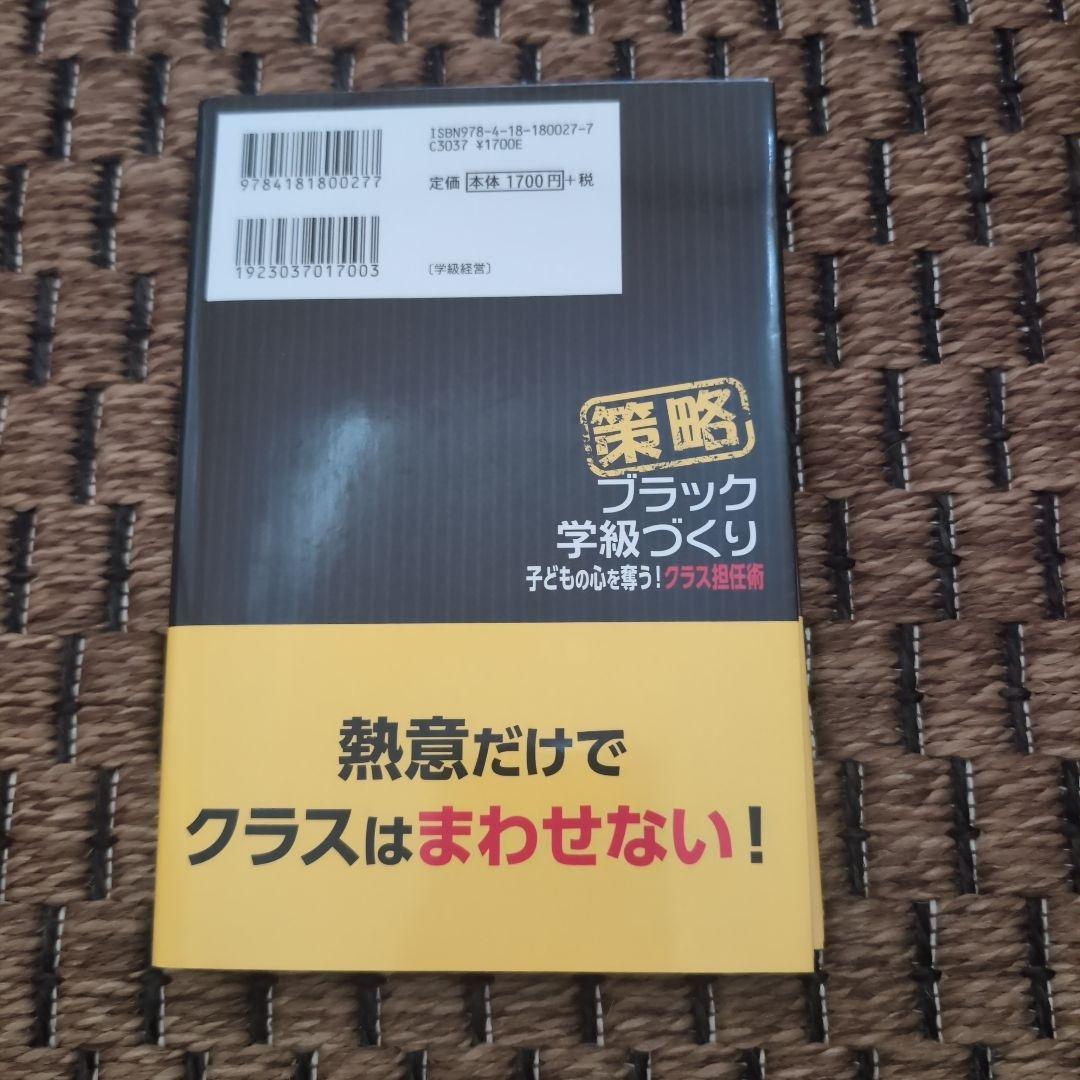 9784181800277
ISBN978-4-18-180027-7
C3037 ¥1700E
定価 本体 1700円+税
1923037017003
〔学級経営〕
策略
ブラック
学級づくり
子どもの心を奪う!クラス担任術
熱意だけで
クラスはまわせない!